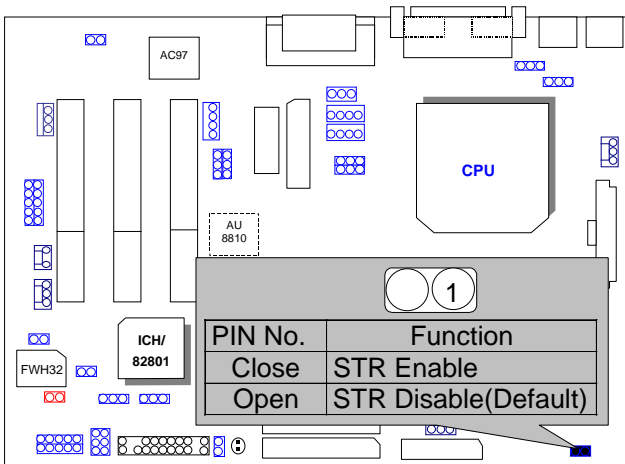 AC97
CPU
AU
8810
1
PIN No. Function
Close STR Enable
Open STR Disable(Default)
ICH/
82801
FWH32